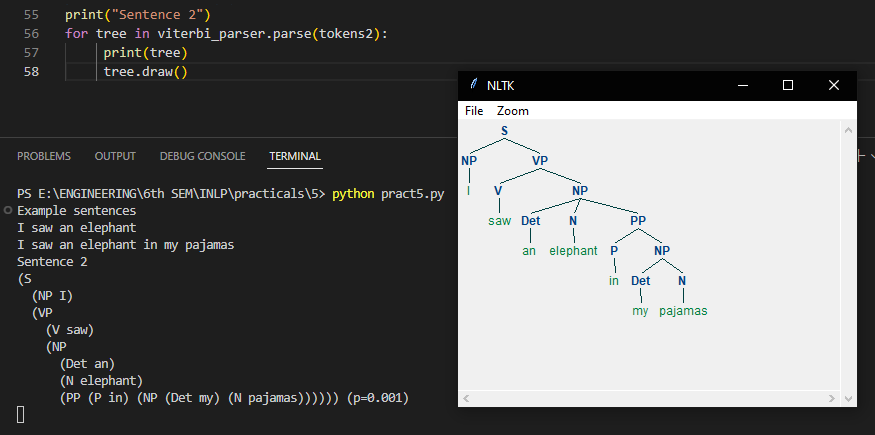 55 print("Sentence 2")
56 for tree in viterbi_parser.parse(tokens2):
57 print(tree)
58 tree.draw()
PROBLEMS OUTPUT DEBUG CONSOLE TERMINAL
PS E:\ENGINEERING\6th SEM\INLP\practicals\5> python pract5.py
Example sentences
I saw an elephant
I saw an elephant in my pajamas
Sentence 2
(S
(NP I)
(VP
(V saw)
(NP
(Det an)
(N elephant)
(PP (P in) (NP (Det my) (N pajamas)))))) (p=0.001)
NLTK
File Zoom
S
NP VP
I V NP
saw Det N PP
an elephant P NP
in Det N
my pajamas